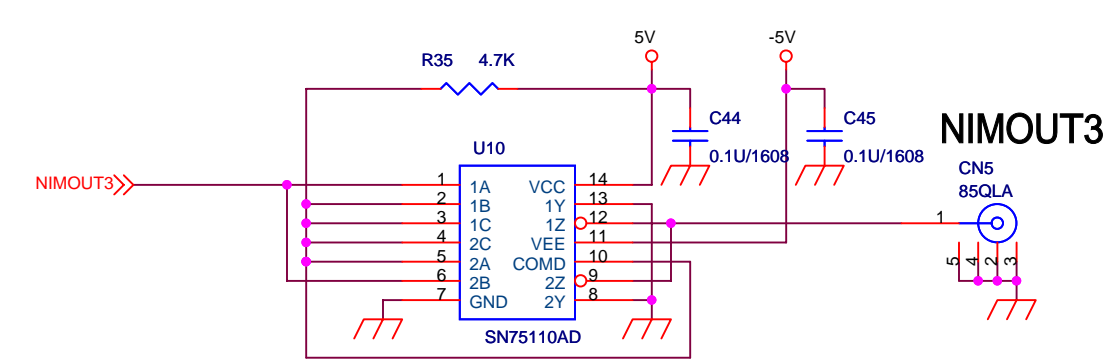 5V
-5V
R35 4.7K
C44
C45
NIMOUT3
U10
0.1U/1608
0.1U/1608
CN5
85QLA
NIMOUT3
1 1A VCC 14
2 1B 1Y 13
3 1C 1Z 12
1
4 2C VEE 11
5 2A COMD 10
6 2B 2Z 9
7 GND 2Y 8
5 4 2 3
SN75110AD